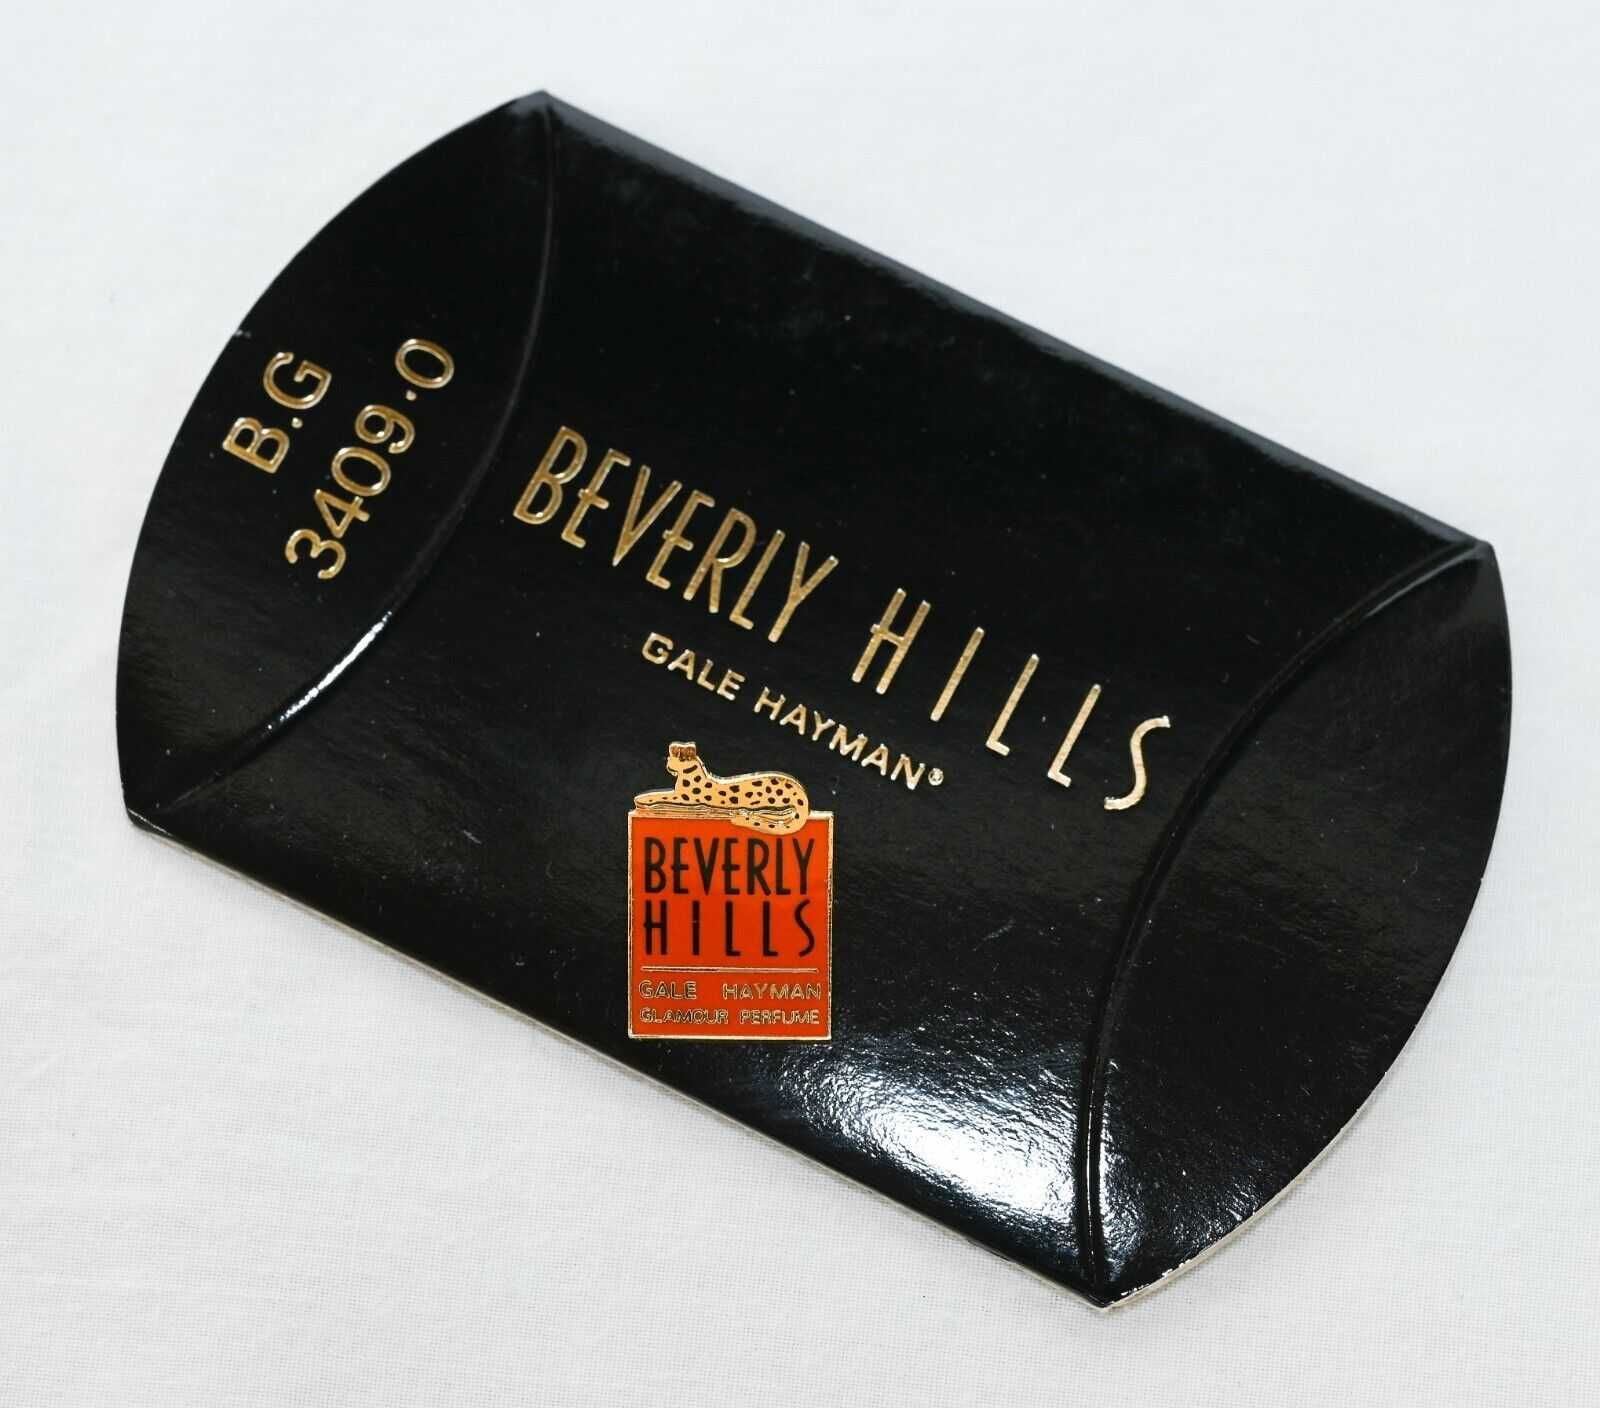 B.G
3409.0
BEVERLY HILLS
GALE HAYMAN®
BEVERLY
HILLS
GALE HAYMAN
GLAMOUR PERFUME